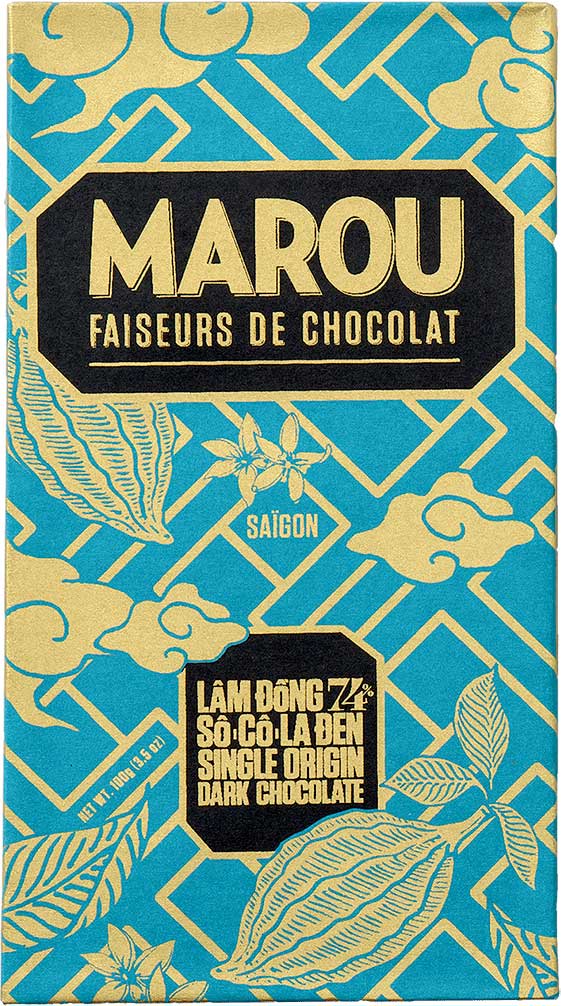 MAROU
FAISEURS DE CHOCOLAT
SAÏGON
LÂM ĐỒNG 74%
SÔ-CÔ-LA ĐEN
SINGLE ORIGIN
DARK CHOCOLATE
NET WT. 100g (3.5 oz)